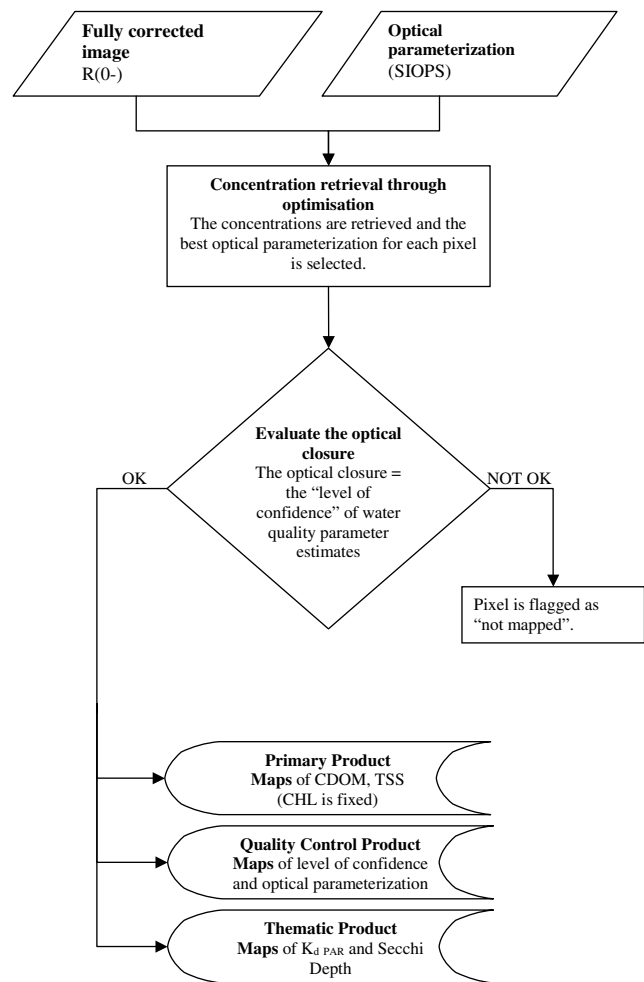 Fully corrected
image
R(0-)
Optical
parameterization
(SIOPS)
Concentration retrieval through
optimisation
The concentrations are retrieved and the
best optical parameterization for each pixel
is selected.
Evaluate the optical
closure
The optical closure =
the “level of
confidence” of water
quality parameter
estimates
OK
NOT OK
Pixel is flagged as
“not mapped”.
Primary Product
Maps of CDOM, TSS
(CHL is fixed)
Quality Control Product
Maps of level of confidence
and optical parameterization
Thematic Product
Maps of Kd PAR and Secchi
Depth